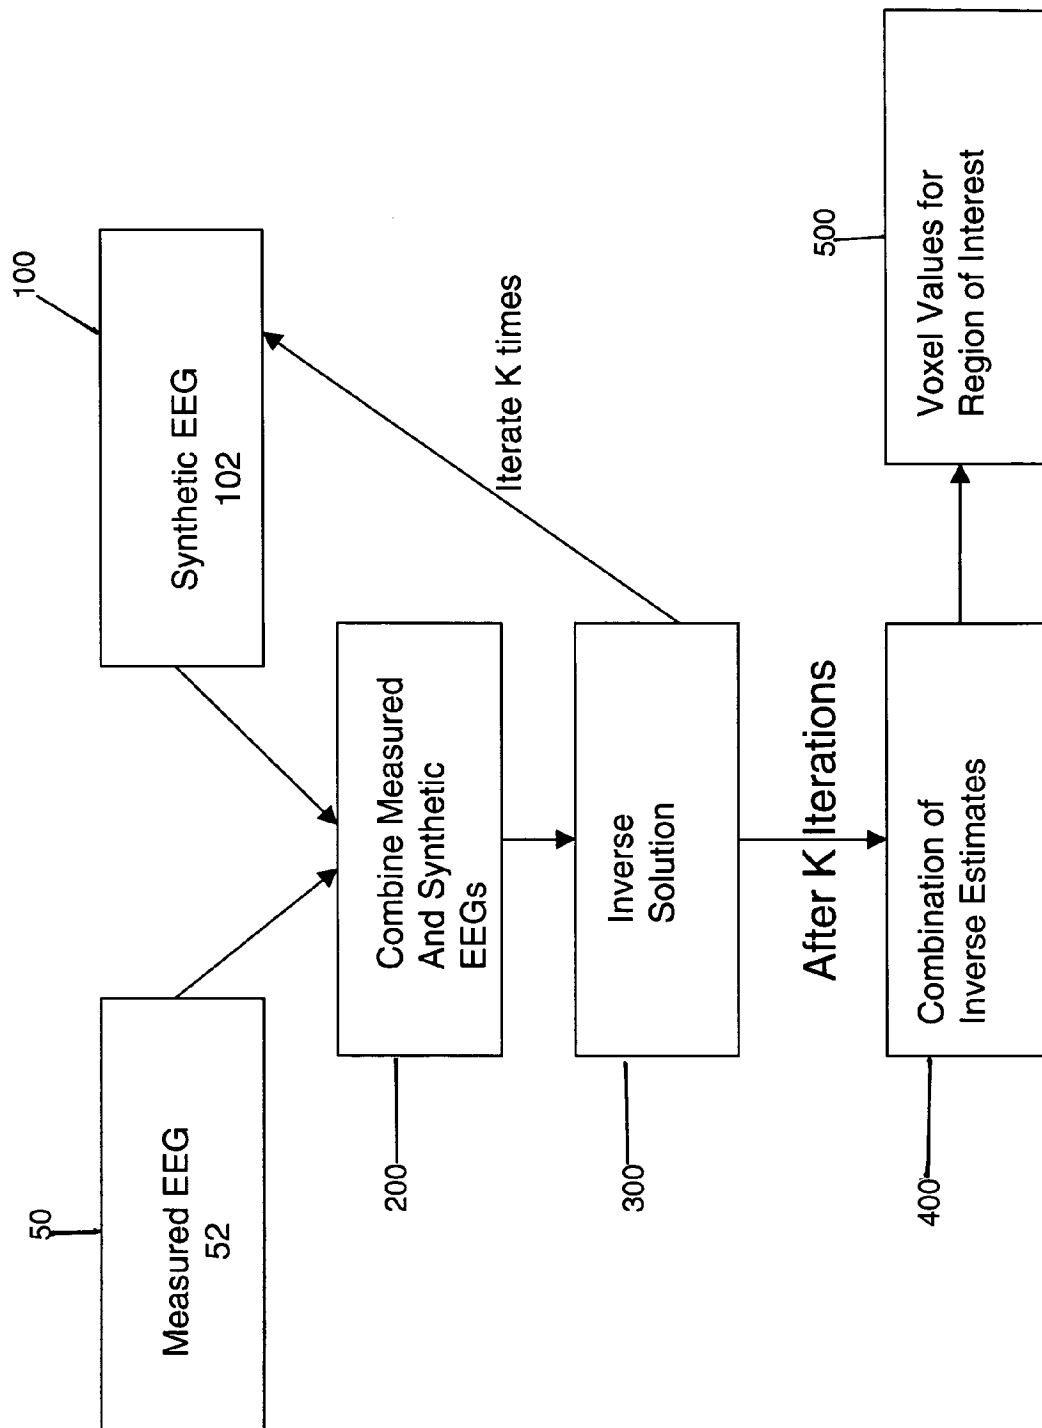 50
Measured EEG
52
100
Synthetic EEG
102
200
Combine Measured
And Synthetic
EEGs
300
Inverse
Solution
Iterate K times
After K Iterations
400
Combination of
Inverse Estimates
500
Voxel Values for
Region of Interest